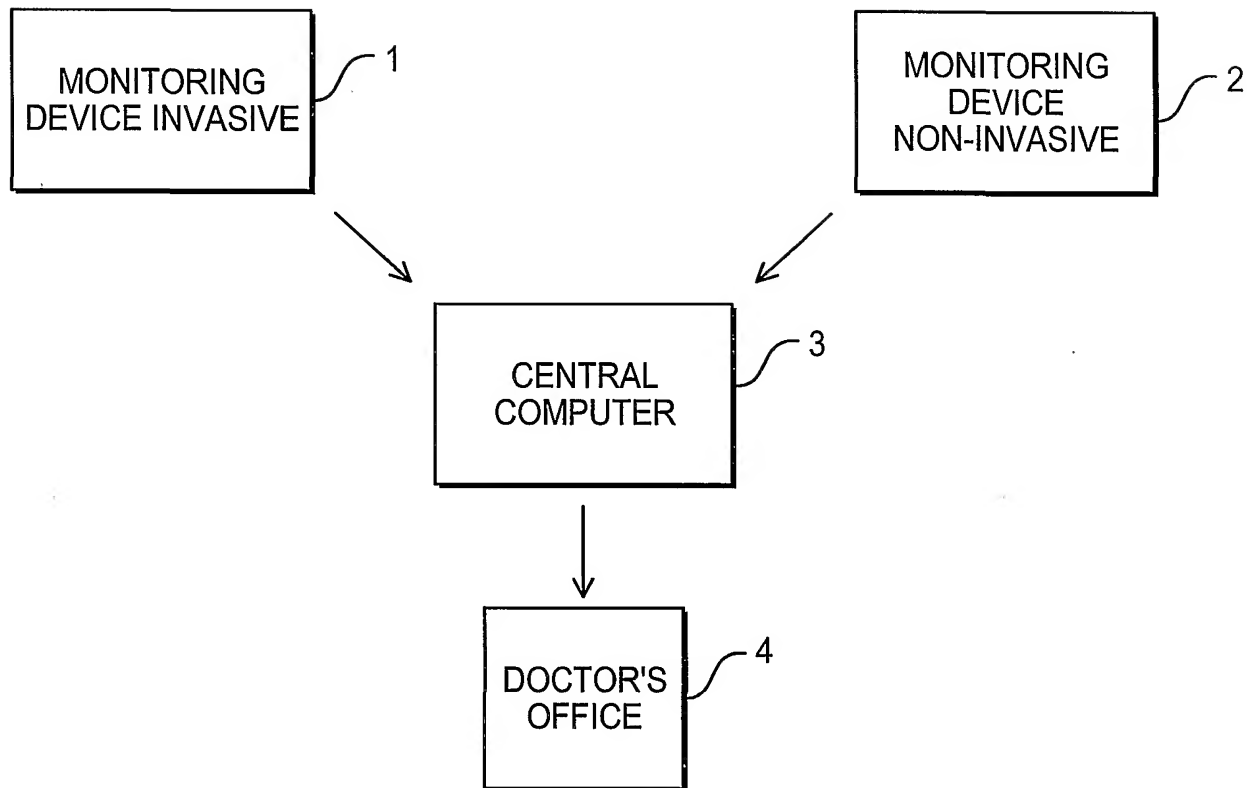 MONITORING
DEVICE INVASIVE
1
MONITORING
DEVICE
NON-INVASIVE
2
CENTRAL
COMPUTER
3
DOCTOR'S
OFFICE
4